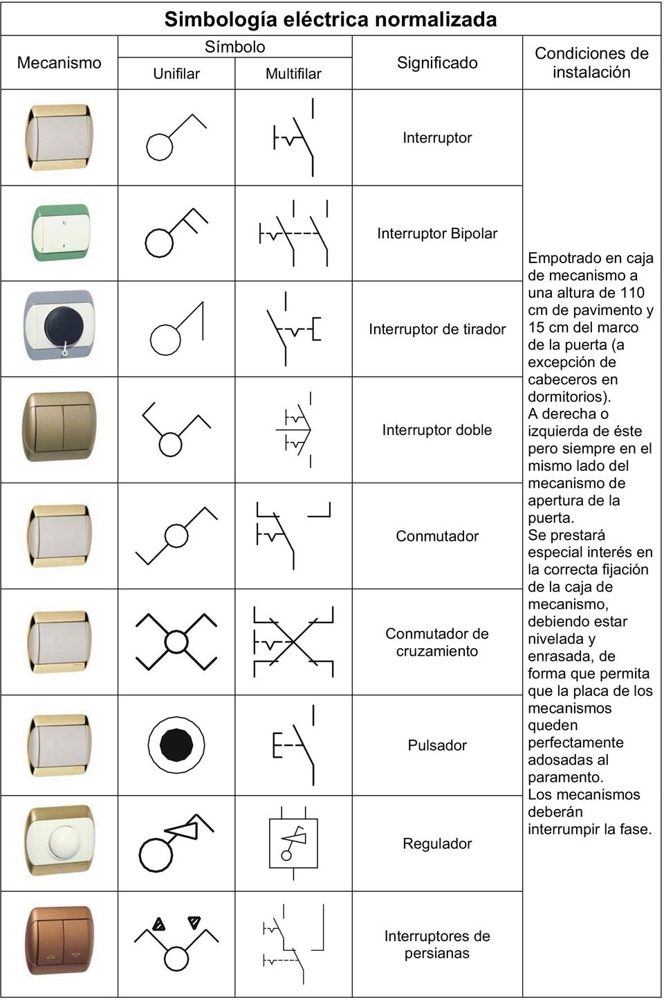 Simbología eléctrica normalizada
Mecanismo
Símbolo
Unifilar
Multifilar
Significado
Condiciones de
instalación
Interruptor
Interruptor Bipolar
Interruptor de tirador
Interruptor doble
Conmutador
Conmutador de
cruzamiento
Pulsador
Regulador
Interruptores de
persianas
Empotrado en caja
de mecanismo a
una altura de 110
cm de pavimento y
15 cm del marco
de la puerta (a
excepción de
cabeceros en
dormitorios).
A derecha o
izquierda de éste
pero siempre en el
mismo lado del
mecanismo de
apertura de la
puerta.
Se prestará
especial interés en
la correcta fijación
de la caja de
mecanismo,
debiendo estar
nivelada y
enrasada, de
forma que permita
que la placa de los
mecanismos
queden
perfectamente
adosadas al
paramento.
Los mecanismos
deberán
interrumpir la fase.